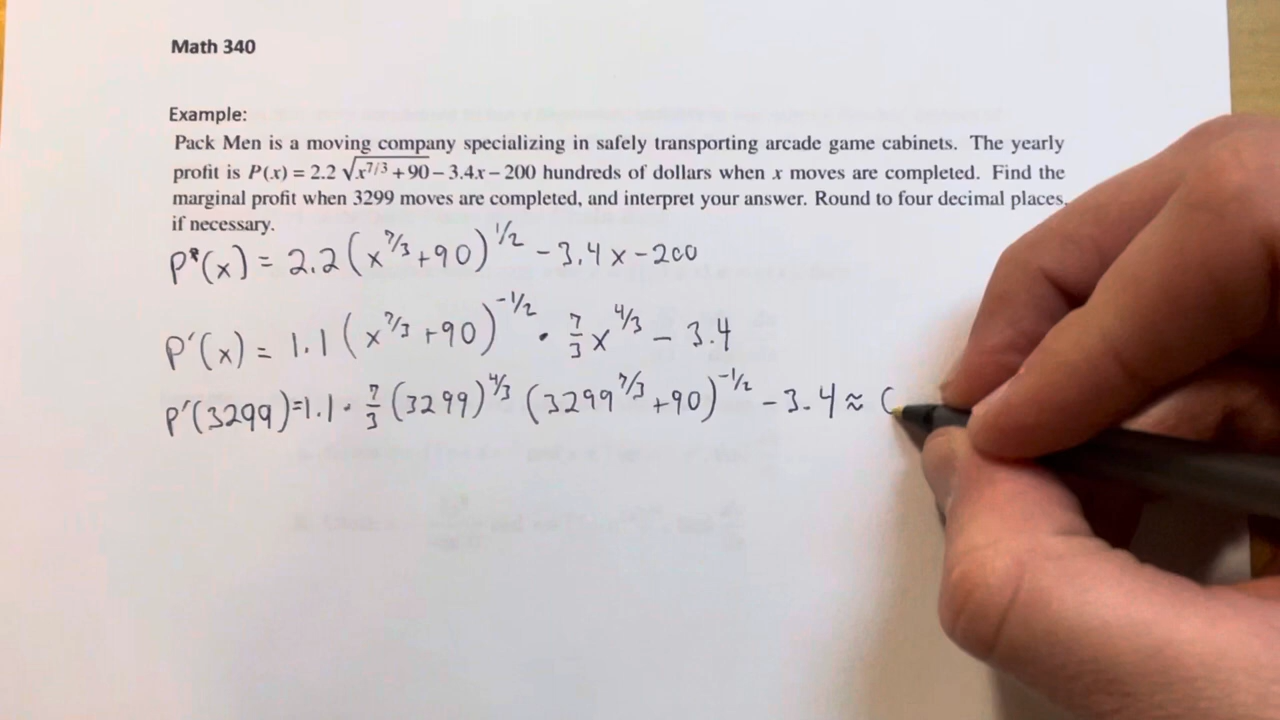 Math 340
Example:
Pack Men is a moving company specializing in safely transporting arcade game cabinets. The yearly
profit is P(x) = 2.2 √(x^{7/3} + 90) − 3.4x − 200 hundreds of dollars when x moves are completed. Find the
marginal profit when 3299 moves are completed, and interpret your answer. Round to four decimal places,
if necessary.
P(x) = 2.2 (x^{7/3} + 90)^{1/2} − 3.4x − 200
P′(x) = 1.1 (x^{7/3} + 90)^{−1/2} · 7/3 x^{4/3} − 3.4
P′(3299) = 1.1 · 7/3 (3299)^{4/3} (3299^{7/3} + 90)^{−1/2} − 3.4 ≈